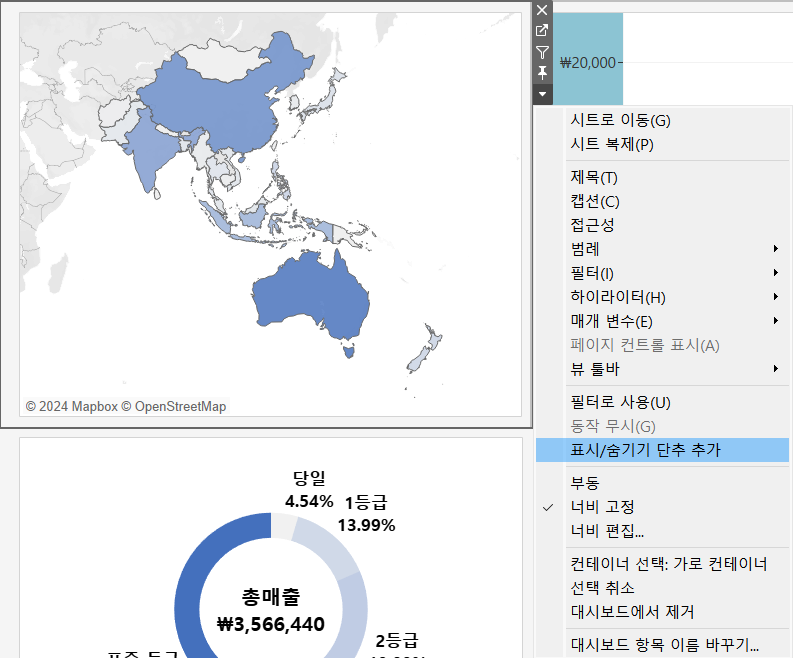 ₩20,000
시트로 이동(G)
시트 복제(P)
제목(T)
캡션(C)
접근성
범례
필터(I)
하이라이터(H)
매개 변수(E)
페이지 컨트롤 표시(A)
뷰 툴바
필터로 사용(U)
동작 무시(G)
표시/숨기기 단추 추가
부동
너비 고정
너비 편집...
컨테이너 선택: 가로 컨테이너
선택 취소
대시보드에서 제거
대시보드 항목 이름 바꾸기...
© 2024 Mapbox © OpenStreetMap
당일
4.54%
1등급
13.99%
총매출
₩3,566,440
2등급